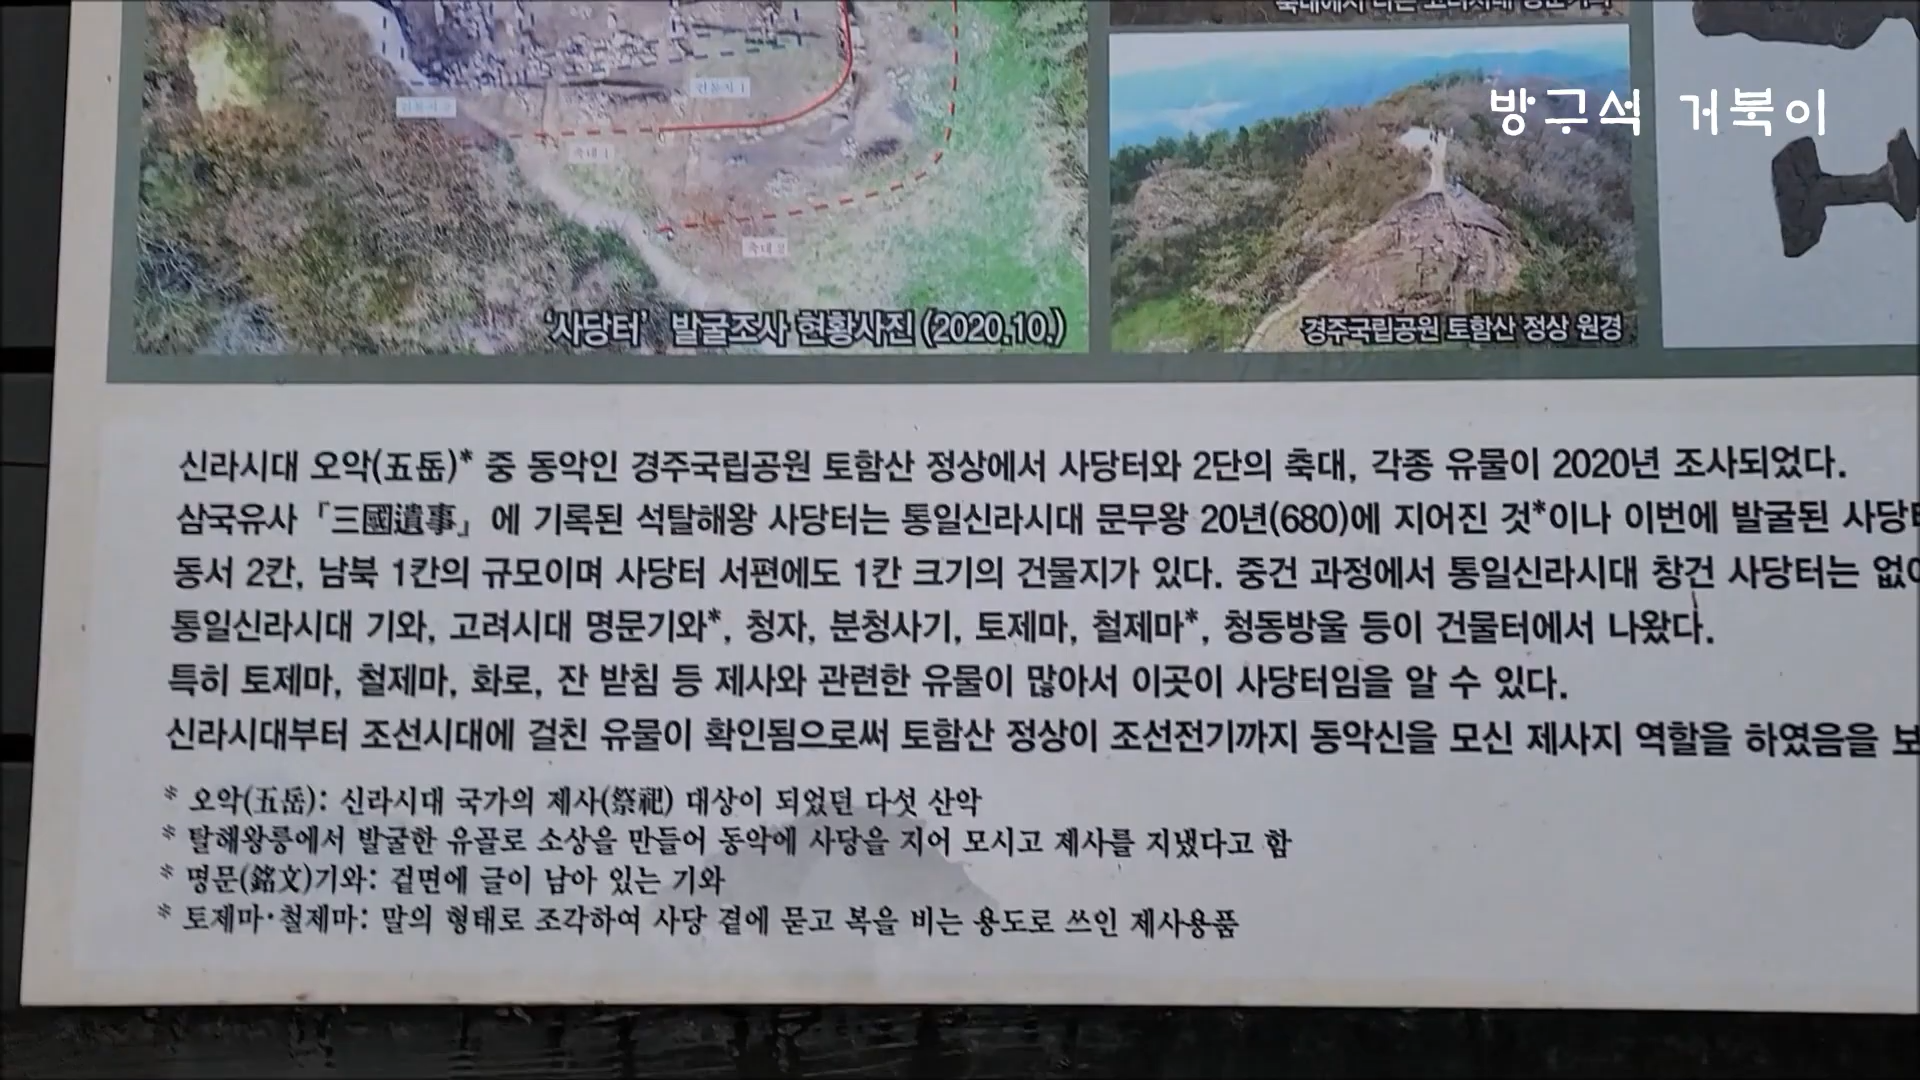 방구석 거북이
건물지 1
축대 1
축대 2
'사당터' 발굴조사 현황사진 (2020.10.)
경주국립공원 토함산 정상 원경
신라시대 오악(五岳)* 중 동악인 경주국립공원 토함산 정상에서 사당터와 2단의 축대, 각종 유물이 2020년 조사되었다.
삼국유사「三國遺事」에 기록된 석탈해왕 사당터는 통일신라시대 문무왕 20년(680)에 지어진 것*이나 이번에 발굴된 사당터
동서 2칸, 남북 1칸의 규모이며 사당터 서편에도 1칸 크기의 건물지가 있다. 중건 과정에서 통일신라시대 창건 사당터는 없어
통일신라시대 기와, 고려시대 명문기와*, 청자, 분청사기, 토제마, 철제마*, 청동방울 등이 건물터에서 나왔다.
특히 토제마, 철제마, 화로, 잔 받침 등 제사와 관련한 유물이 많아서 이곳이 사당터임을 알 수 있다.
신라시대부터 조선시대에 걸친 유물이 확인됨으로써 토함산 정상이 조선전기까지 동악신을 모신 제사지 역할을 하였음을 보
* 오악(五岳): 신라시대 국가의 제사(祭祀) 대상이 되었던 다섯 산악
* 탈해왕릉에서 발굴한 유골로 소상을 만들어 동악에 사당을 지어 모시고 제사를 지냈다고 함
* 명문(銘文)기와: 겉면에 글이 남아 있는 기와
* 토제마·철제마: 말의 형태로 조각하여 사당 곁에 묻고 복을 비는 용도로 쓰인 제사용품